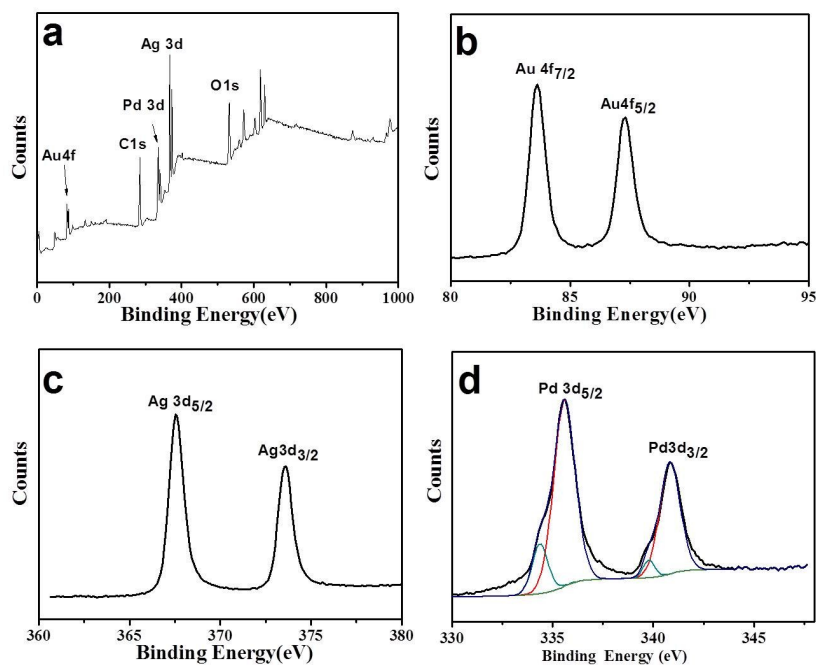 a
Ag 3d
Pd 3d
O1s
C1s
Au4f
Counts
0 200 400 600 800 1000
Binding Energy(eV)
b
Au 4f7/2
Au4f5/2
Counts
80 85 90 95
Binding Energy(eV)
c
Ag 3d5/2
Ag3d3/2
Counts
360 365 370 375 380
Binding Energy(eV)
d
Pd 3d5/2
Pd3d3/2
Counts
330 335 340 345
Binding Energy (eV)